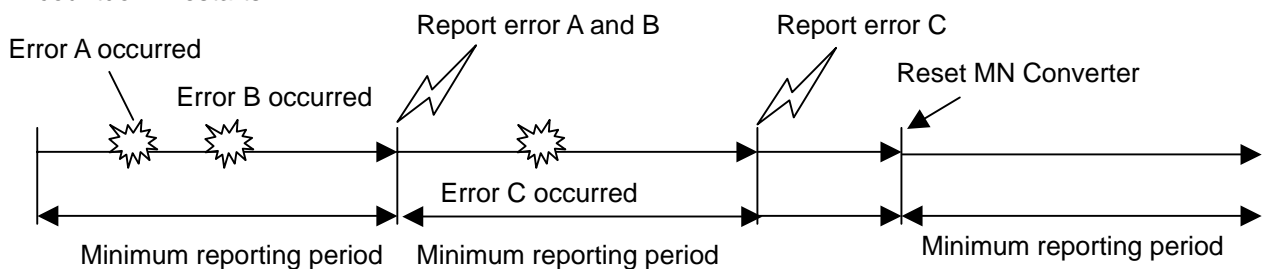 Report error A and B
Report error C
Error A occurred
Reset MN Converter
Error B occurred
Error C occurred
Minimum reporting period
Minimum reporting period
Minimum reporting period